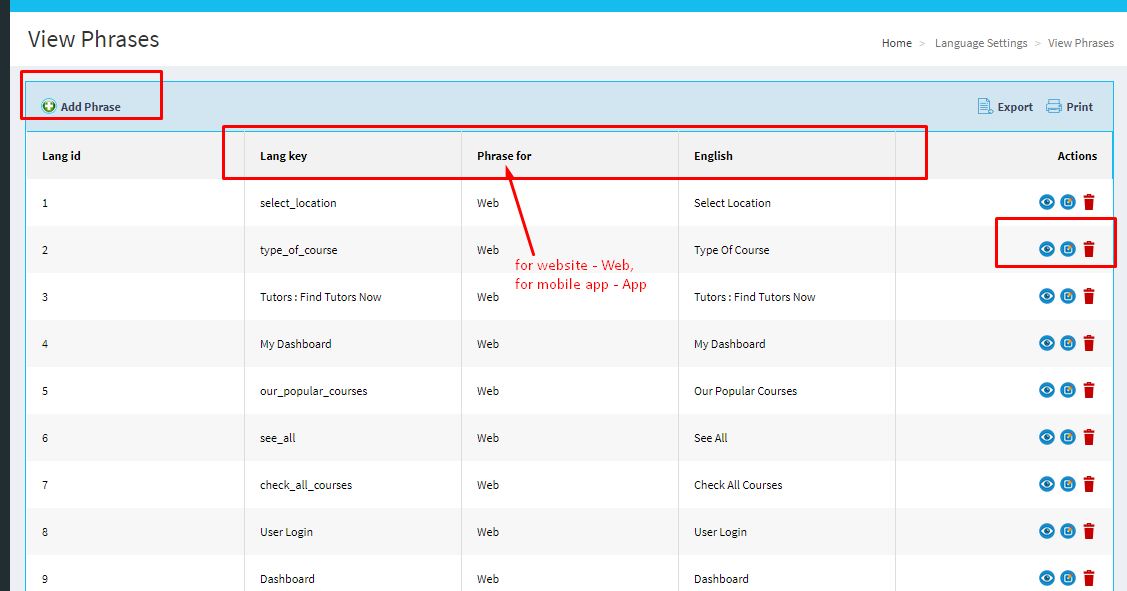 View Phrases
Home > Language Settings > View Phrases
Add Phrase
Export Print
Lang id Lang key Phrase for English Actions
1 select_location Web Select Location
2 type_of_course Web Type Of Course
for website - Web,
for mobile app - App
3 Tutors : Find Tutors Now Web Tutors : Find Tutors Now
4 My Dashboard Web My Dashboard
5 our_popular_courses Web Our Popular Courses
6 see_all Web See All
7 check_all_courses Web Check All Courses
8 User Login Web User Login
9 Dashboard Web Dashboard